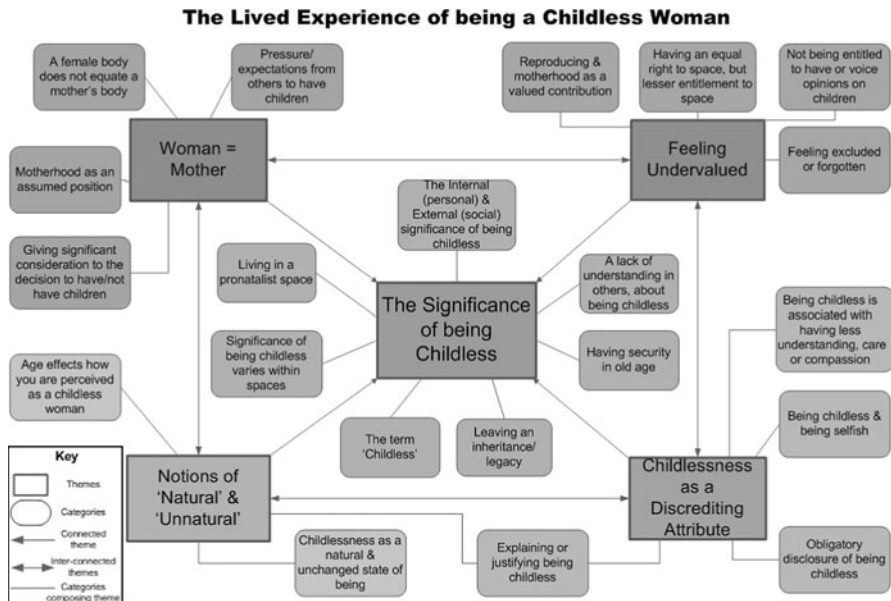 The Lived Experience of being a Childless Woman
A female body
does not equate a
mother's body
Pressure/
expectations from
others to have
children
Reproducing &
motherhood as a
valued contribution
Having an equal
right to space, but
lesser entitlement to
space
Not being entitled
to have or voice
opinions on
children
Woman =
Mother
Feeling
Undervalued
Feeling excluded
or forgotten
Motherhood as an
assumed position
The Internal
(personal) &
External (social)
significance of being
childless
Giving significant
consideration to the
decision to have/not
have children
Living in a
pronatalist space
A lack of
understanding in
others, about
being childless
The Significance
of being
Childless
Being childless is
associated with
having less
understanding, care
or compassion
Significance of
being childless
varies within
spaces
Having security
in old age
Age effects how
you are perceived
as a childless
woman
Being childless &
being selfish
The term
'Childless'
Leaving an
inheritance/
legacy
Key
Themes
Categories
Connected
theme
Inter-connected
themes
Categories
composing theme
Notions of
'Natural' &
'Unnatural'
Childlessness
as a
Discrediting
Attribute
Childlessness as a
natural &
unchanged state of
being
Explaining or
justifying being
childless
Obligatory
disclosure of being
childless